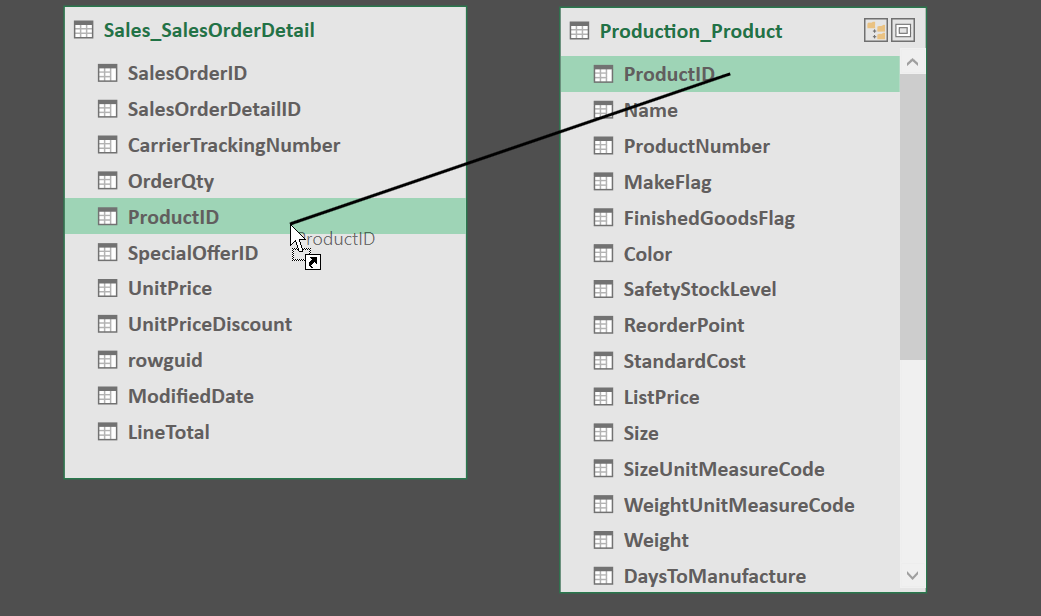 Sales_SalesOrderDetail
SalesOrderID
SalesOrderDetailID
CarrierTrackingNumber
OrderQty
ProductID
SpecialOfferID
UnitPrice
UnitPriceDiscount
rowguid
ModifiedDate
LineTotal
ProductID
Production_Product
ProductID
Name
ProductNumber
MakeFlag
FinishedGoodsFlag
Color
SafetyStockLevel
ReorderPoint
StandardCost
ListPrice
Size
SizeUnitMeasureCode
WeightUnitMeasureCode
Weight
DaysToManufacture